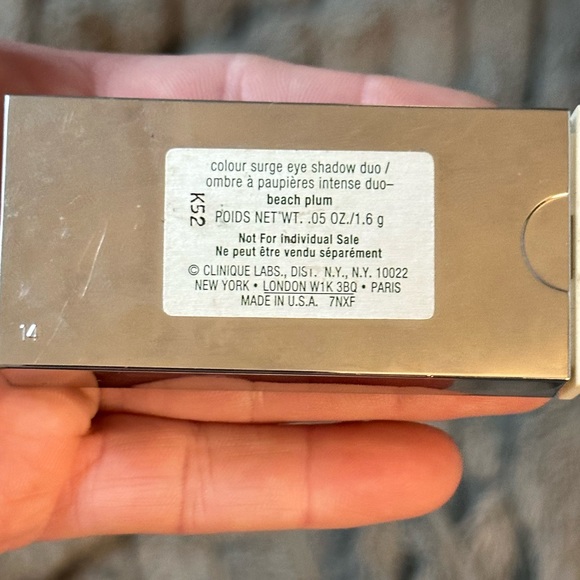 colour surge eye shadow duo /
ombre à paupières intense duo–
beach plum
K52
POIDS NET WT. .05 OZ./1.6 g
Not For Individual Sale
Ne peut être vendu séparément
© CLINIQUE LABS., DIST. N.Y., N.Y. 10022
NEW YORK • LONDON W1K 3BQ • PARIS
MADE IN U.S.A. 7NXF
14